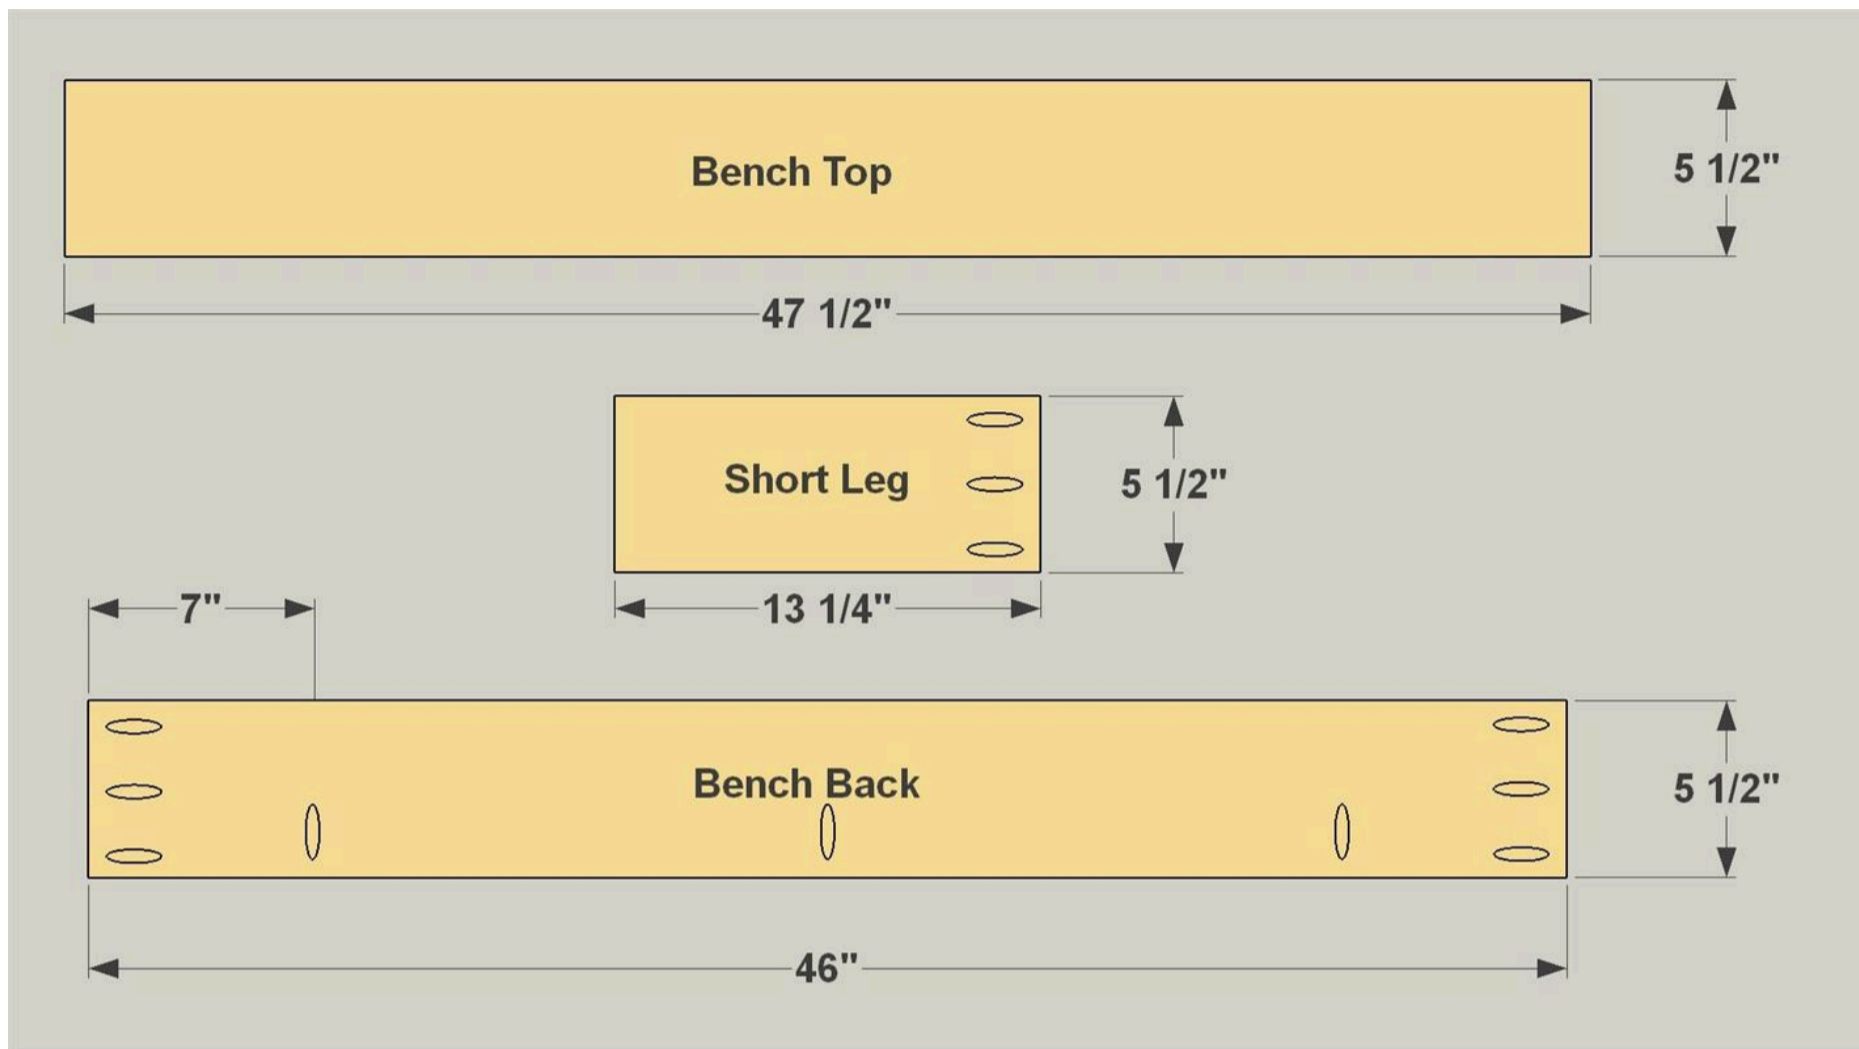 Bench Top
5 1/2"
47 1/2"
Short Leg
5 1/2"
13 1/4"
7"
Bench Back
5 1/2"
46"